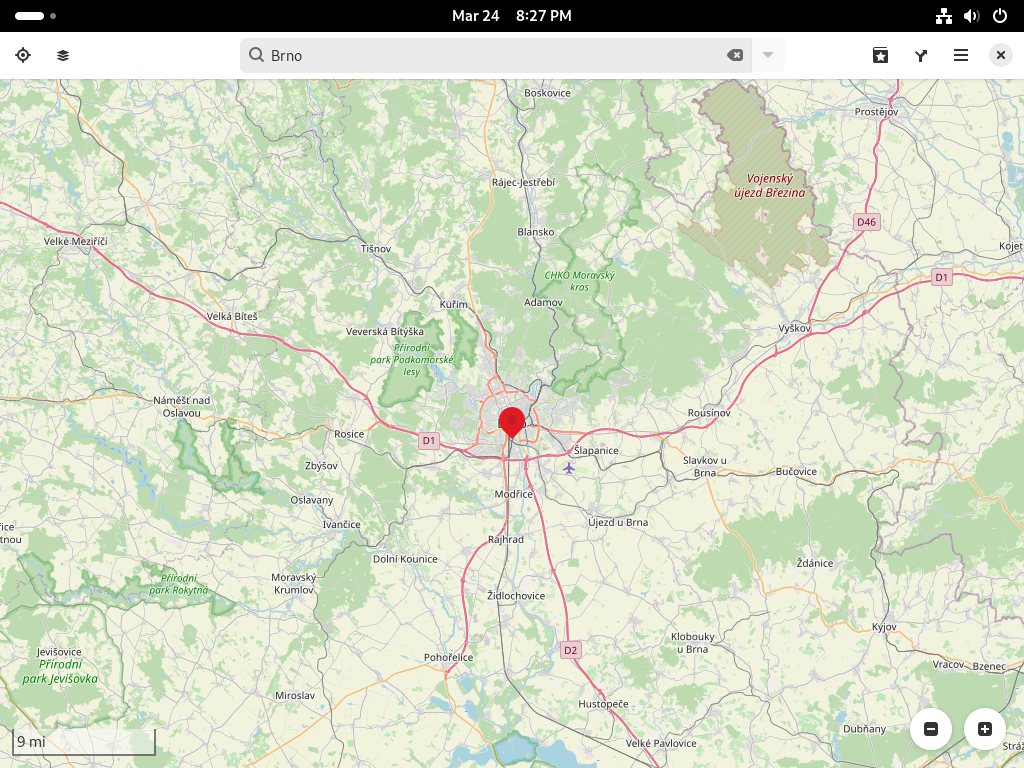 Mar 24 8:27 PM
Brno
Boskovice
Prostějov
Vojenský
újezd Březina
Rájec-Jestřebí
D46
Blansko
Velké Meziříčí
Tišnov
Kojet
CHKO Moravský
kras
D1
Kuřim
Adamov
Velká Bíteš
Veverská Bítýška
Vyškov
Přírodní
park Podkomorské
lesy
Náměšť nad
Oslavou
Rousínov
Rosice
D1
Šlapanice
Zbýšov
Slavkov u
Brna
Bučovice
Oslavany
Modřice
Ivančice
Újezd u Brna
Rajhrad
Dolní Kounice
Ždánice
Moravský
Krumlov
Přírodní
park Rokytná
Židlochovice
Kyjov
Klobouky
u Brna
Jevišovice
Přírodní
park Jevišovka
Pohořelice
D2
Vracov
Bzenec
Miroslav
Hustopeče
Dubňany
9 mi
Velké Pavlovice